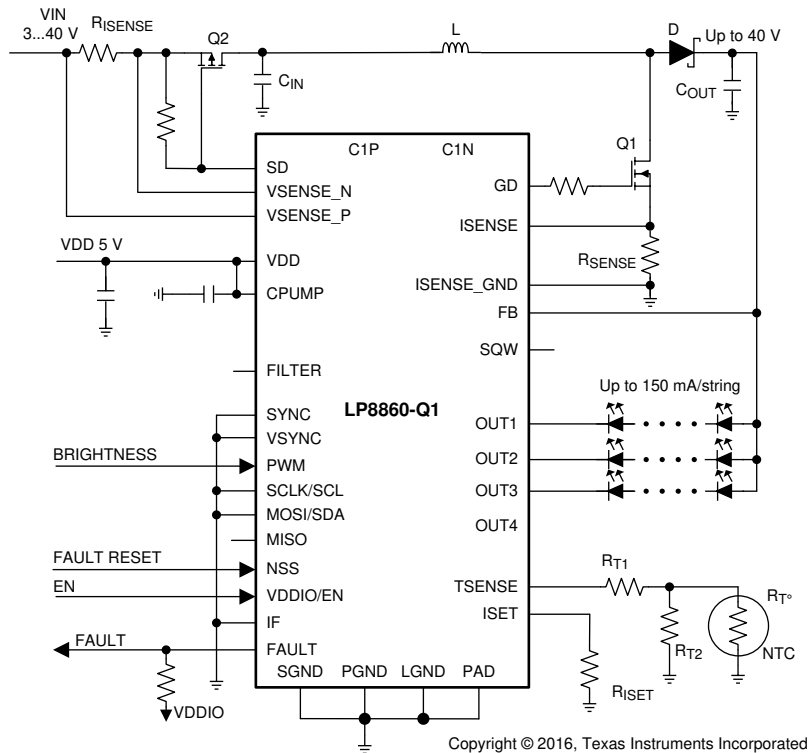 VIN
3...40 V
RISENSE
Q2
L
D
Up to 40 V
CIN
COUT
C1P
C1N
Q1
SD
GD
VSENSE_N
VSENSE_P
ISENSE
RSENSE
VDD 5 V
VDD
CPUMP
ISENSE_GND
FB
SQW
FILTER
LP8860-Q1
Up to 150 mA/string
SYNC
OUT1
VSYNC
BRIGHTNESS
PWM
OUT2
SCLK/SCL
OUT3
MOSI/SDA
OUT4
MISO
FAULT RESET
NSS
EN
VDDIO/EN
TSENSE
RT1
RT°
ISET
IF
RT2
NTC
FAULT
FAULT
SGND
PGND
LGND
PAD
RISET
VDDIO
Copyright © 2016, Texas Instruments Incorporated